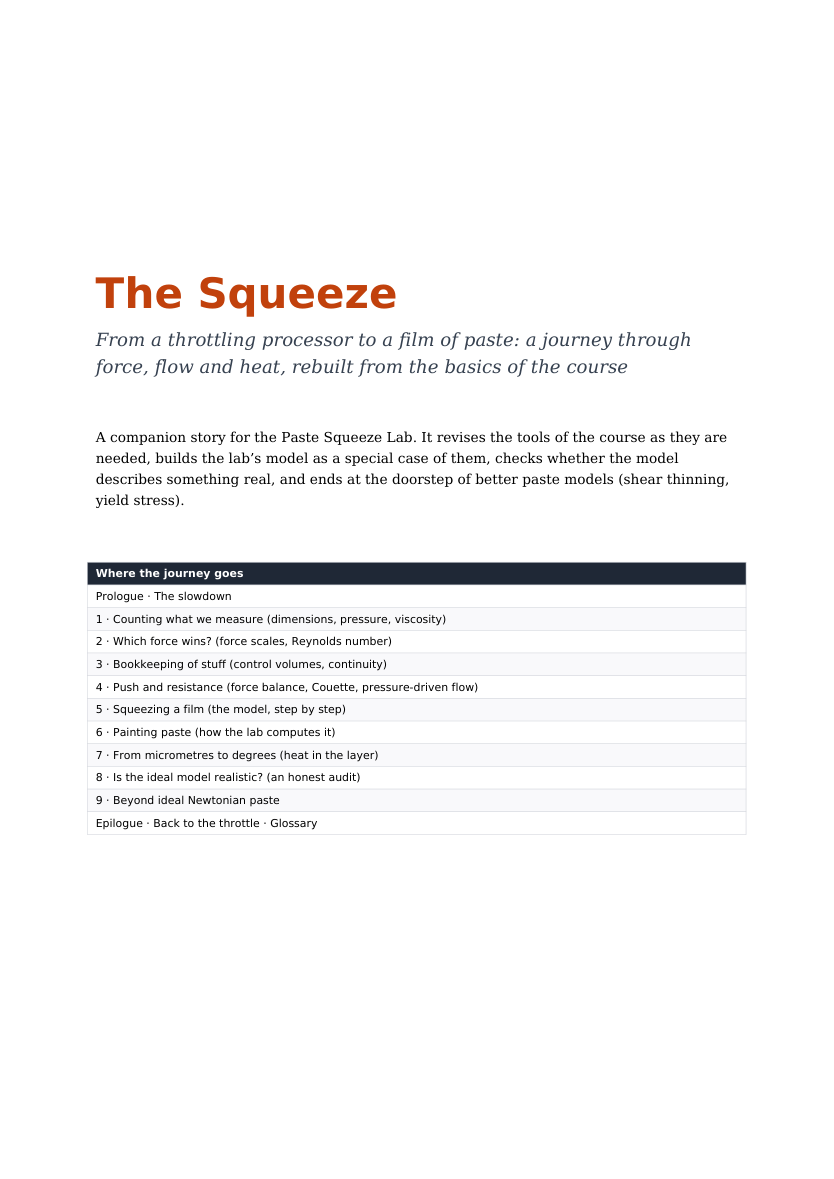 The Squeeze
From a throttling processor to a film of paste: a journey through
force, flow and heat, rebuilt from the basics of the course
A companion story for the Paste Squeeze Lab. It revises the tools of the course as they are
needed, builds the lab’s model as a special case of them, checks whether the model
describes something real, and ends at the doorstep of better paste models (shear thinning,
yield stress).
Where the journey goes
Prologue · The slowdown
1 · Counting what we measure (dimensions, pressure, viscosity)
2 · Which force wins? (force scales, Reynolds number)
3 · Bookkeeping of stuff (control volumes, continuity)
4 · Push and resistance (force balance, Couette, pressure-driven flow)
5 · Squeezing a film (the model, step by step)
6 · Painting paste (how the lab computes it)
7 · From micrometres to degrees (heat in the layer)
8 · Is the ideal model realistic? (an honest audit)
9 · Beyond ideal Newtonian paste
Epilogue · Back to the throttle · Glossary